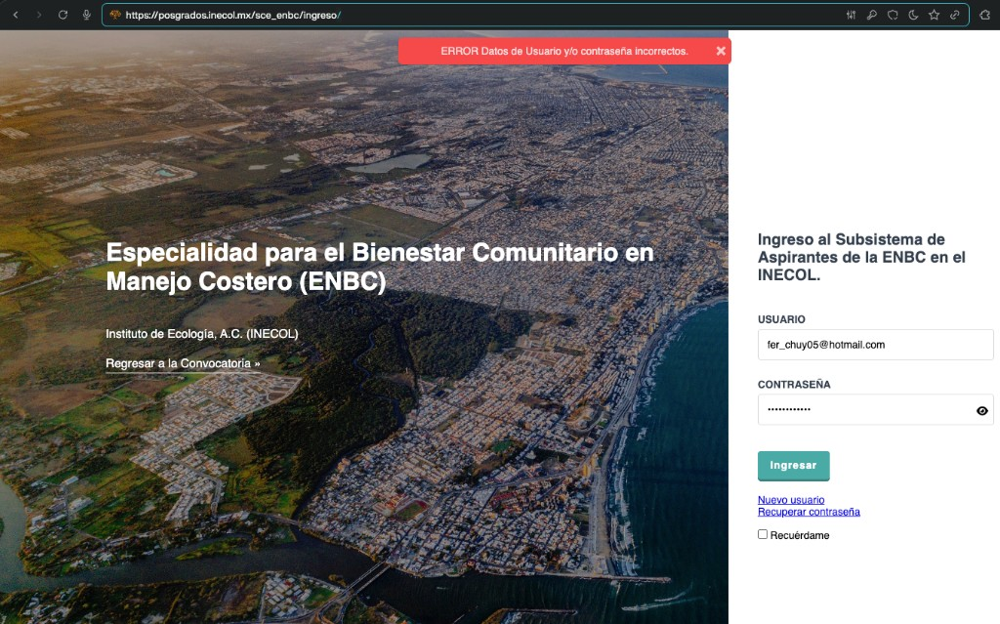 https://posgrados.inecol.mx/sce_enbc/ingreso/
ERROR Datos de Usuario y/o contraseña incorrectos.
Especialidad para el Bienestar Comunitario en
Manejo Costero (ENBC)
Instituto de Ecología, A.C. (INECOL)
Regresar a la Convocatoria »
Ingreso al Subsistema de
Aspirantes de la ENBC en el
INECOL.
USUARIO
fer_chuy05@hotmail.com
CONTRASEÑA
••••••••••••
Ingresar
Nuevo usuario
Recuperar contraseña
Recuérdame